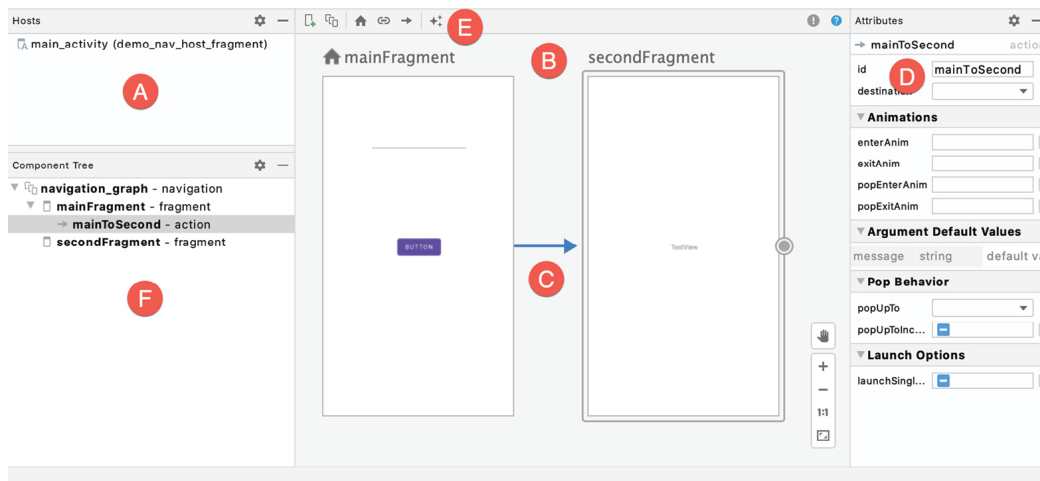 Hosts
main_activity (demo_nav_host_fragment)
A
Component Tree
navigation_graph - navigation
mainFragment - fragment
mainToSecond - action
secondFragment - fragment
F
E
B
mainFragment
secondFragment
BUTTON
C
TextView
1:1
Attributes
mainToSecond actio
id mainToSecond
D
destination
Animations
enterAnim
exitAnim
popEnterAnim
popExitAnim
Argument Default Values
message string default va
Pop Behavior
popUpTo
popUpToInc...
Launch Options
launchSingl...